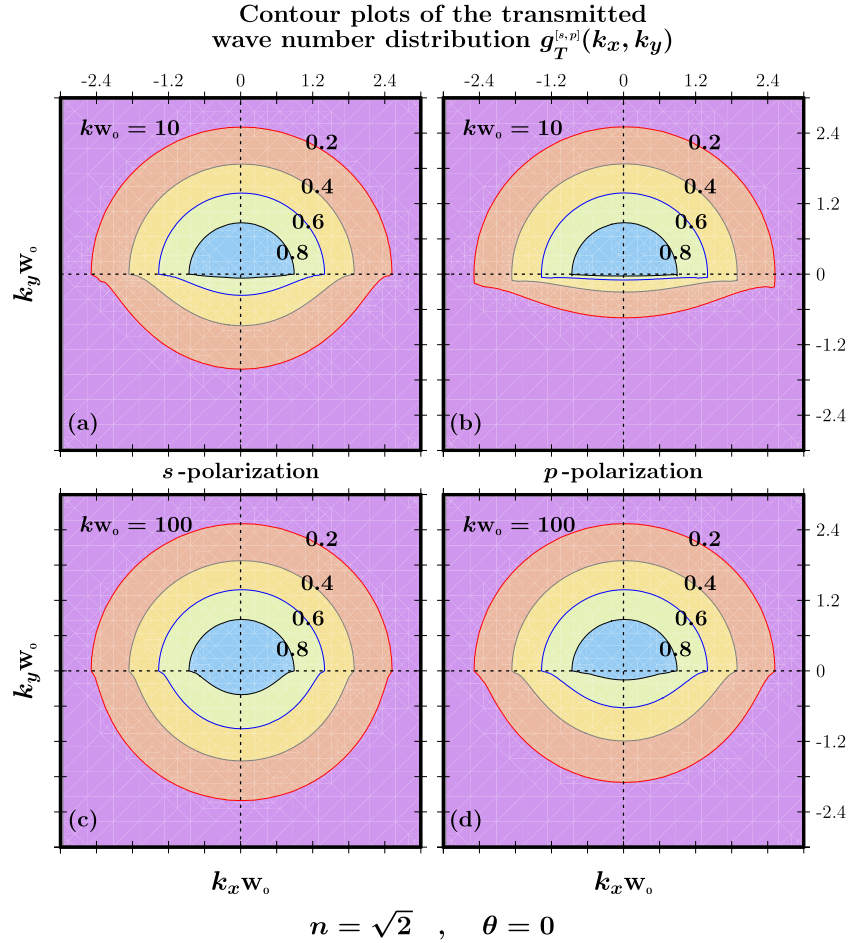 Contour plots of the transmitted
wave number distribution g_T^[s,p](k_x, k_y)
-2.4 -1.2 0 1.2 2.4 -2.4 -1.2 0 1.2 2.4
kw₀ = 10 kw₀ = 10
0.2 0.2
0.4 0.4
0.6 0.6
0.8 0.8
2.4
1.2
0
-1.2
-2.4
k_y w₀
(a) (b)
s-polarization p-polarization
kw₀ = 100 kw₀ = 100
0.2 0.2
0.4 0.4
0.6 0.6
0.8 0.8
2.4
1.2
0
-1.2
-2.4
k_y w₀
(c) (d)
k_x w₀ k_x w₀
n = √2 , θ = 0